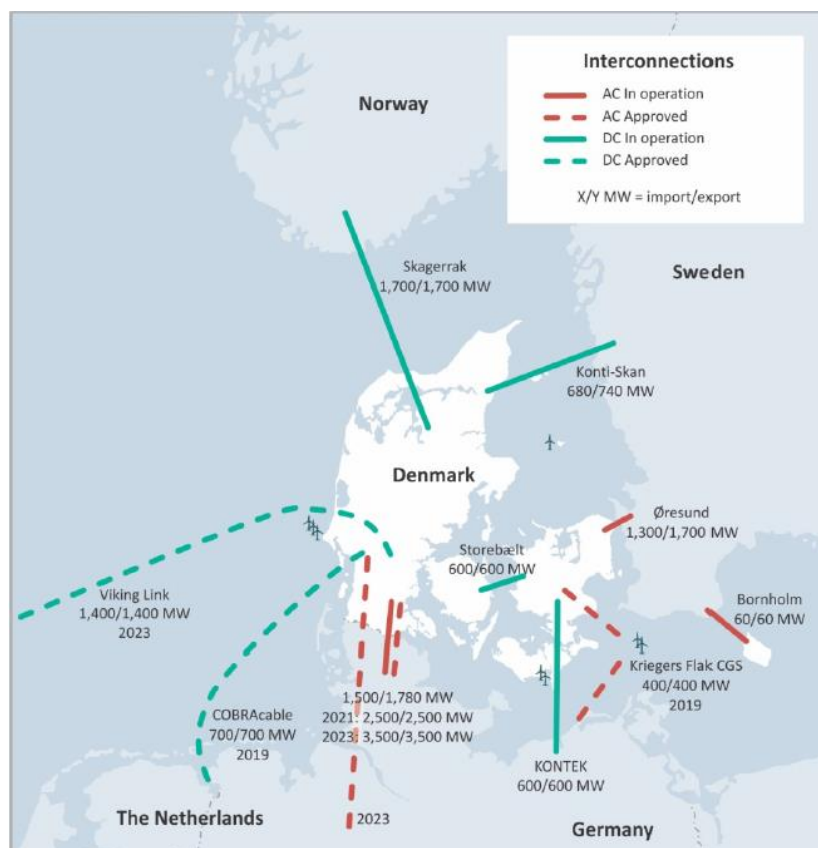 Interconnections
AC In operation
AC Approved
DC In operation
DC Approved
X/Y MW = import/export
Norway
Sweden
Skagerrak
1,700/1,700 MW
Konti-Skan
680/740 MW
Denmark
Øresund
1,300/1,700 MW
Storebælt
600/600 MW
Viking Link
1,400/1,400 MW
2023
Bornholm
60/60 MW
Kriegers Flak CGS
400/400 MW
2019
COBRAcable
700/700 MW
2019
1,500/1,780 MW
2021: 2,500/2,500 MW
2023: 3,500/3,500 MW
KONTEK
600/600 MW
2023
The Netherlands
Germany